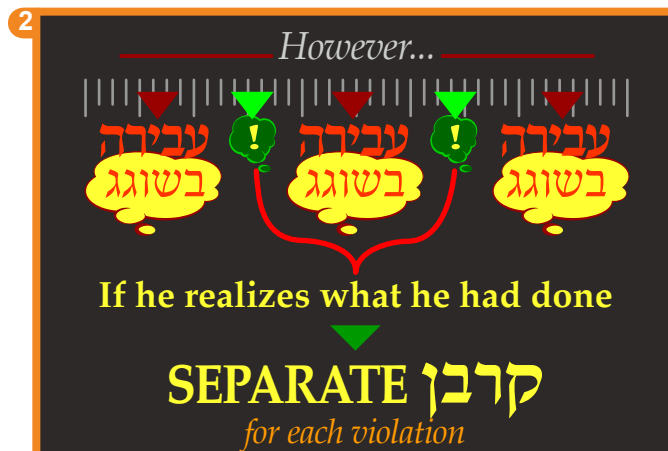 2
However...
עבירה ! עבירה ! עבירה
בשוגג בשוגג בשוגג
If he realizes what he had done
SEPARATE קרבן
for each violation